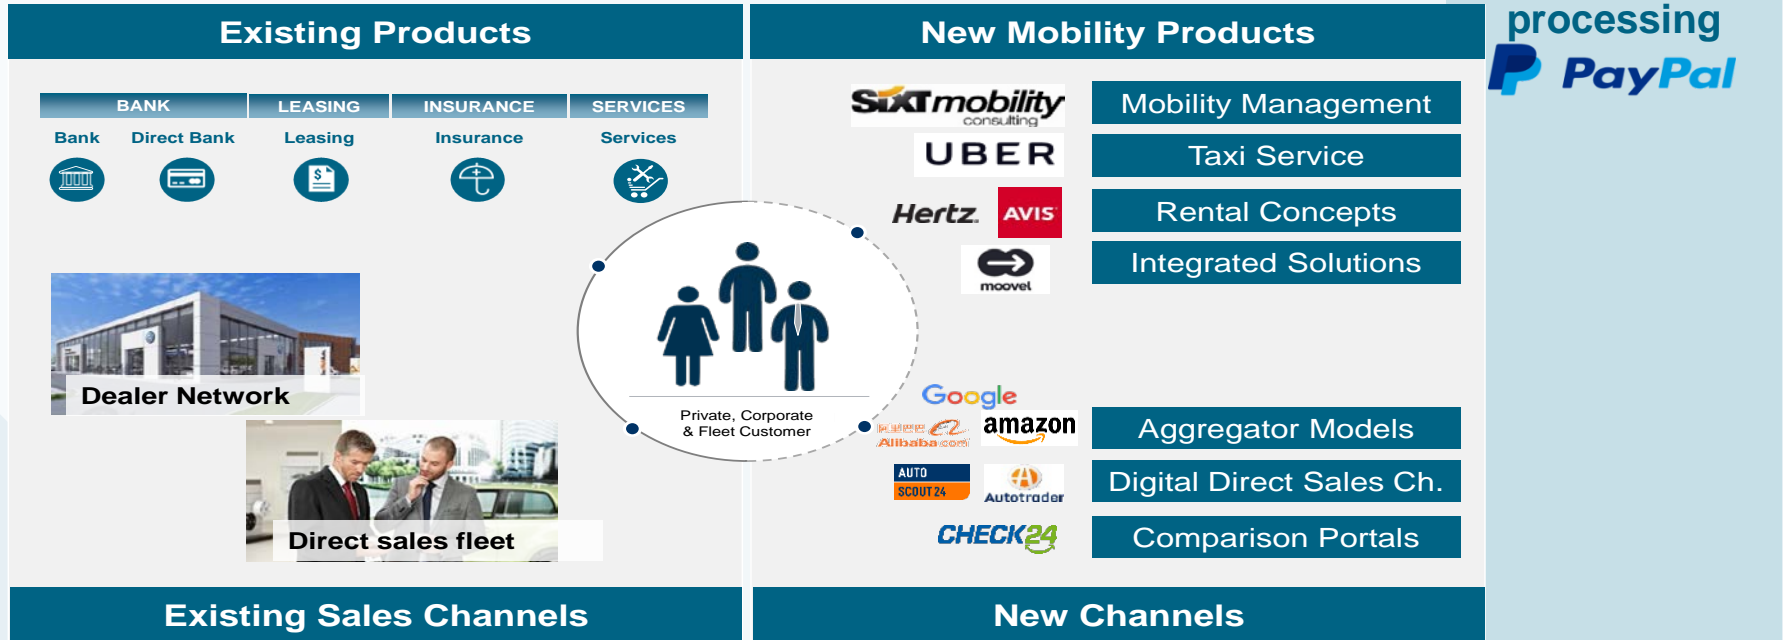 Existing Products
New Mobility Products
processing
PayPal
BANK
LEASING
INSURANCE
SERVICES
Bank
Direct Bank
Leasing
Insurance
Services
SIXT mobility
consulting
Mobility Management
UBER
Taxi Service
Hertz.
AVIS
Rental Concepts
moovel
Integrated Solutions
Dealer Network
Private, Corporate
& Fleet Customer
Google
Alibaba.com
amazon
Aggregator Models
AUTO
SCOUT 24
Autotrader
Digital Direct Sales Ch.
Direct sales fleet
CHECK24
Comparison Portals
Existing Sales Channels
New Channels